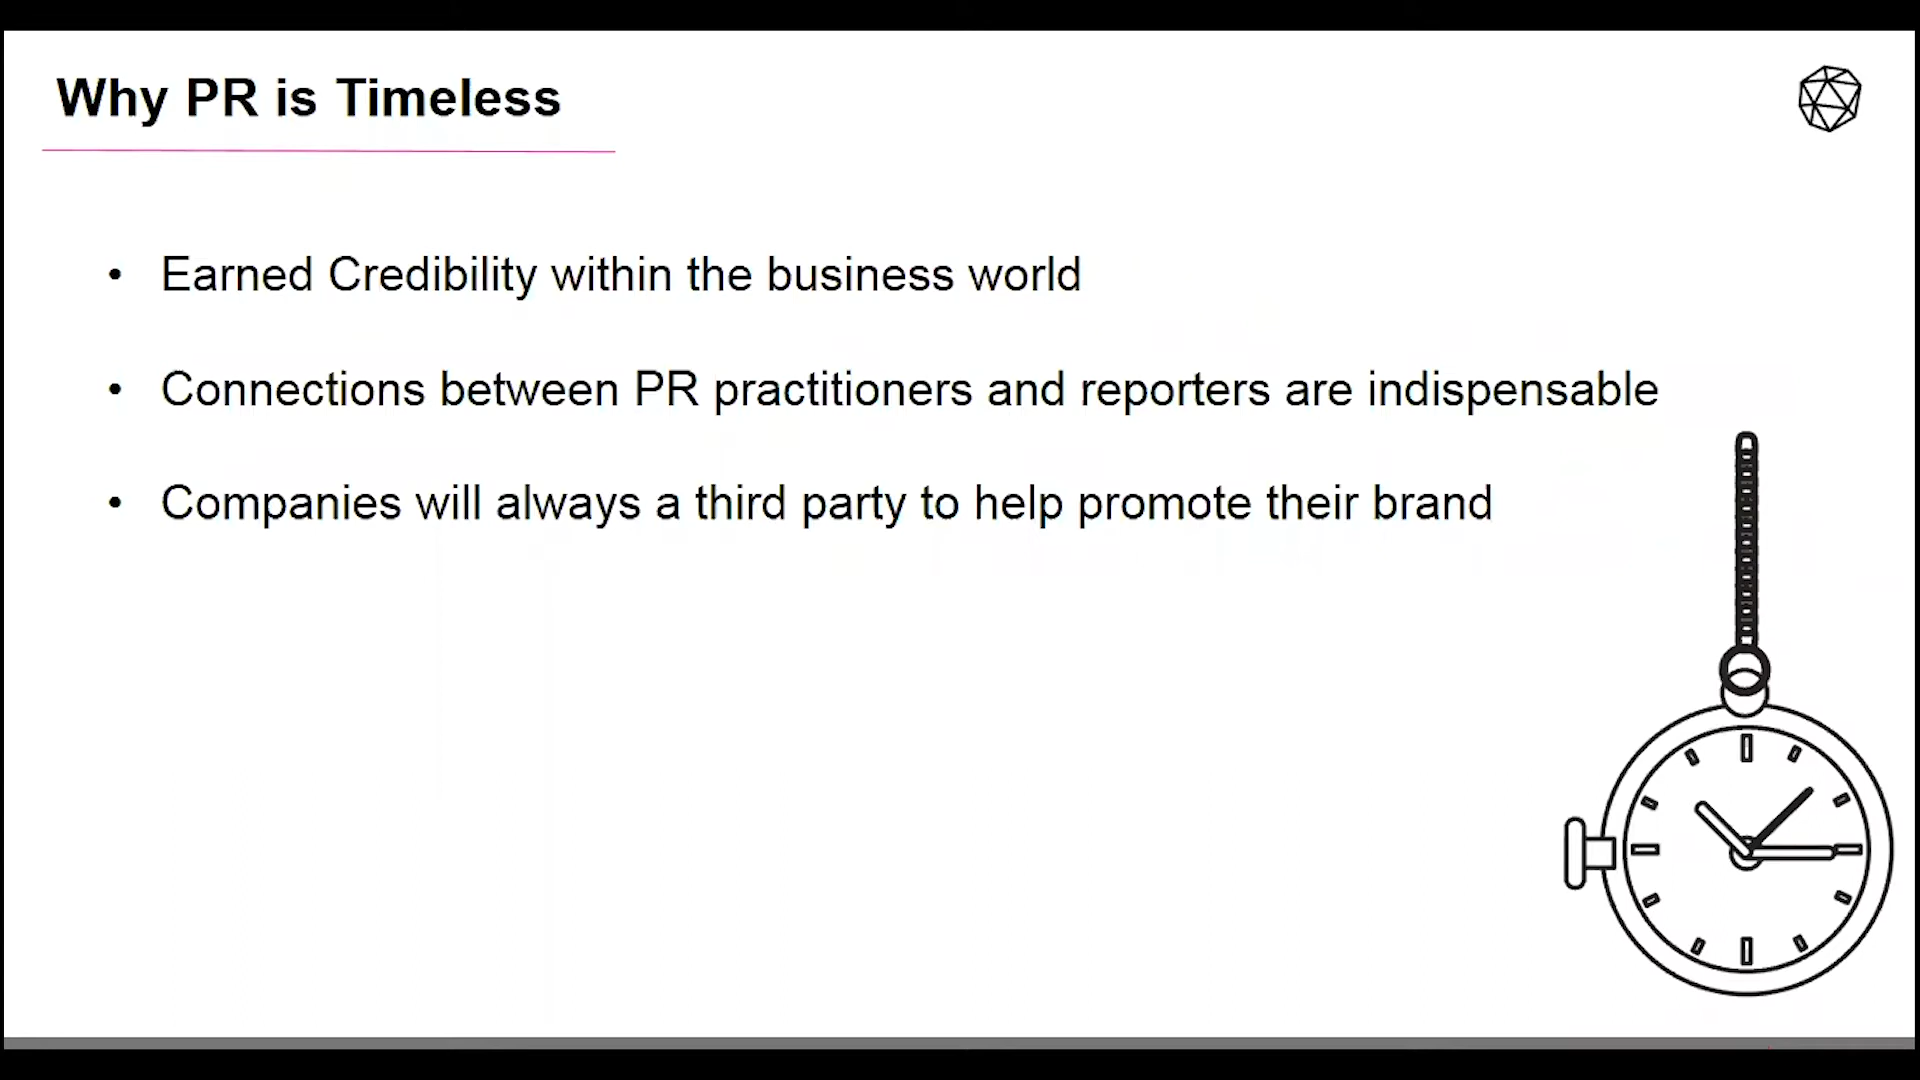 Why PR is Timeless
• Earned Credibility within the business world
• Connections between PR practitioners and reporters are indispensable
• Companies will always a third party to help promote their brand